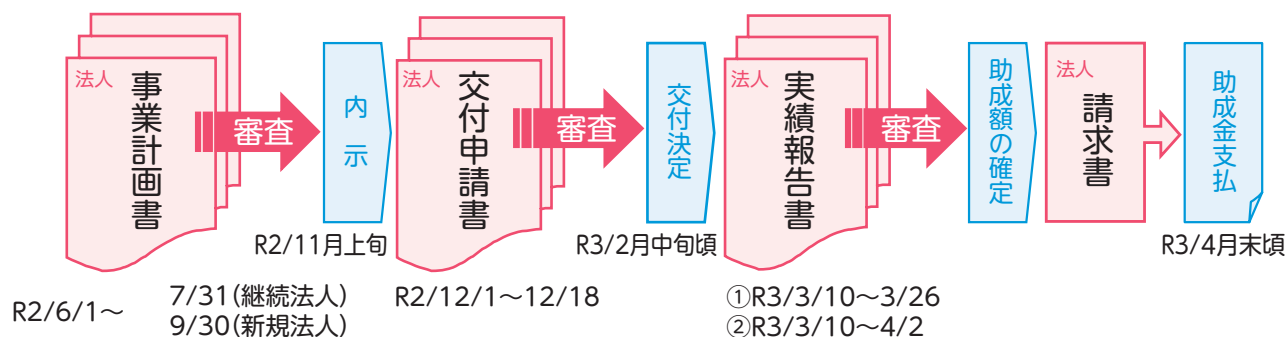 法人
事業計画書
審査
内示
R2/11月上旬
R2/6/1～
7/31(継続法人)
9/30(新規法人)
法人
交付申請書
審査
交付決定
R3/2月中旬頃
R2/12/1～12/18
法人
実績報告書
審査
助成額の確定
①R3/3/10～3/26
②R3/3/10～4/2
法人
請求書
助成金支払
R3/4月末頃